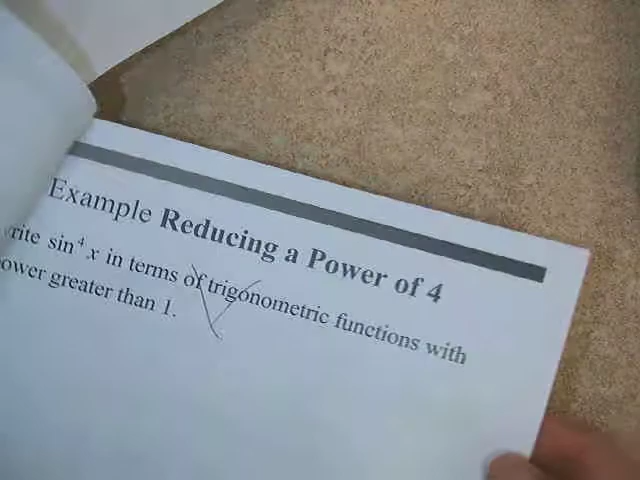 Example Reducing a Power of 4
rite sin⁴ x in terms of trigonometric functions with
ower greater than 1.